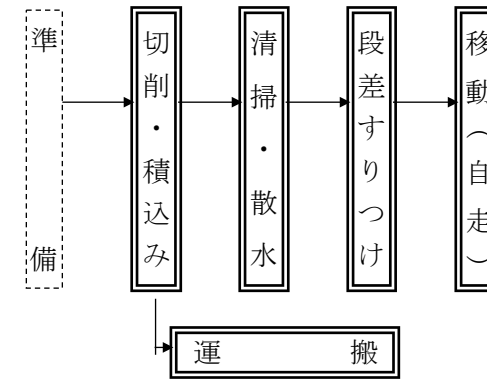 準備
切削・積込み
清掃・散水
段差すりつけ
移動（自走）
運搬